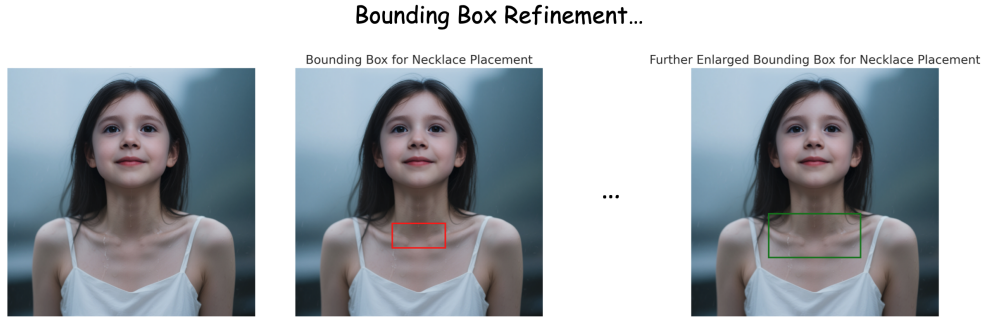 Bounding Box Refinement...
Bounding Box for Necklace Placement
Further Enlarged Bounding Box for Necklace Placement
...